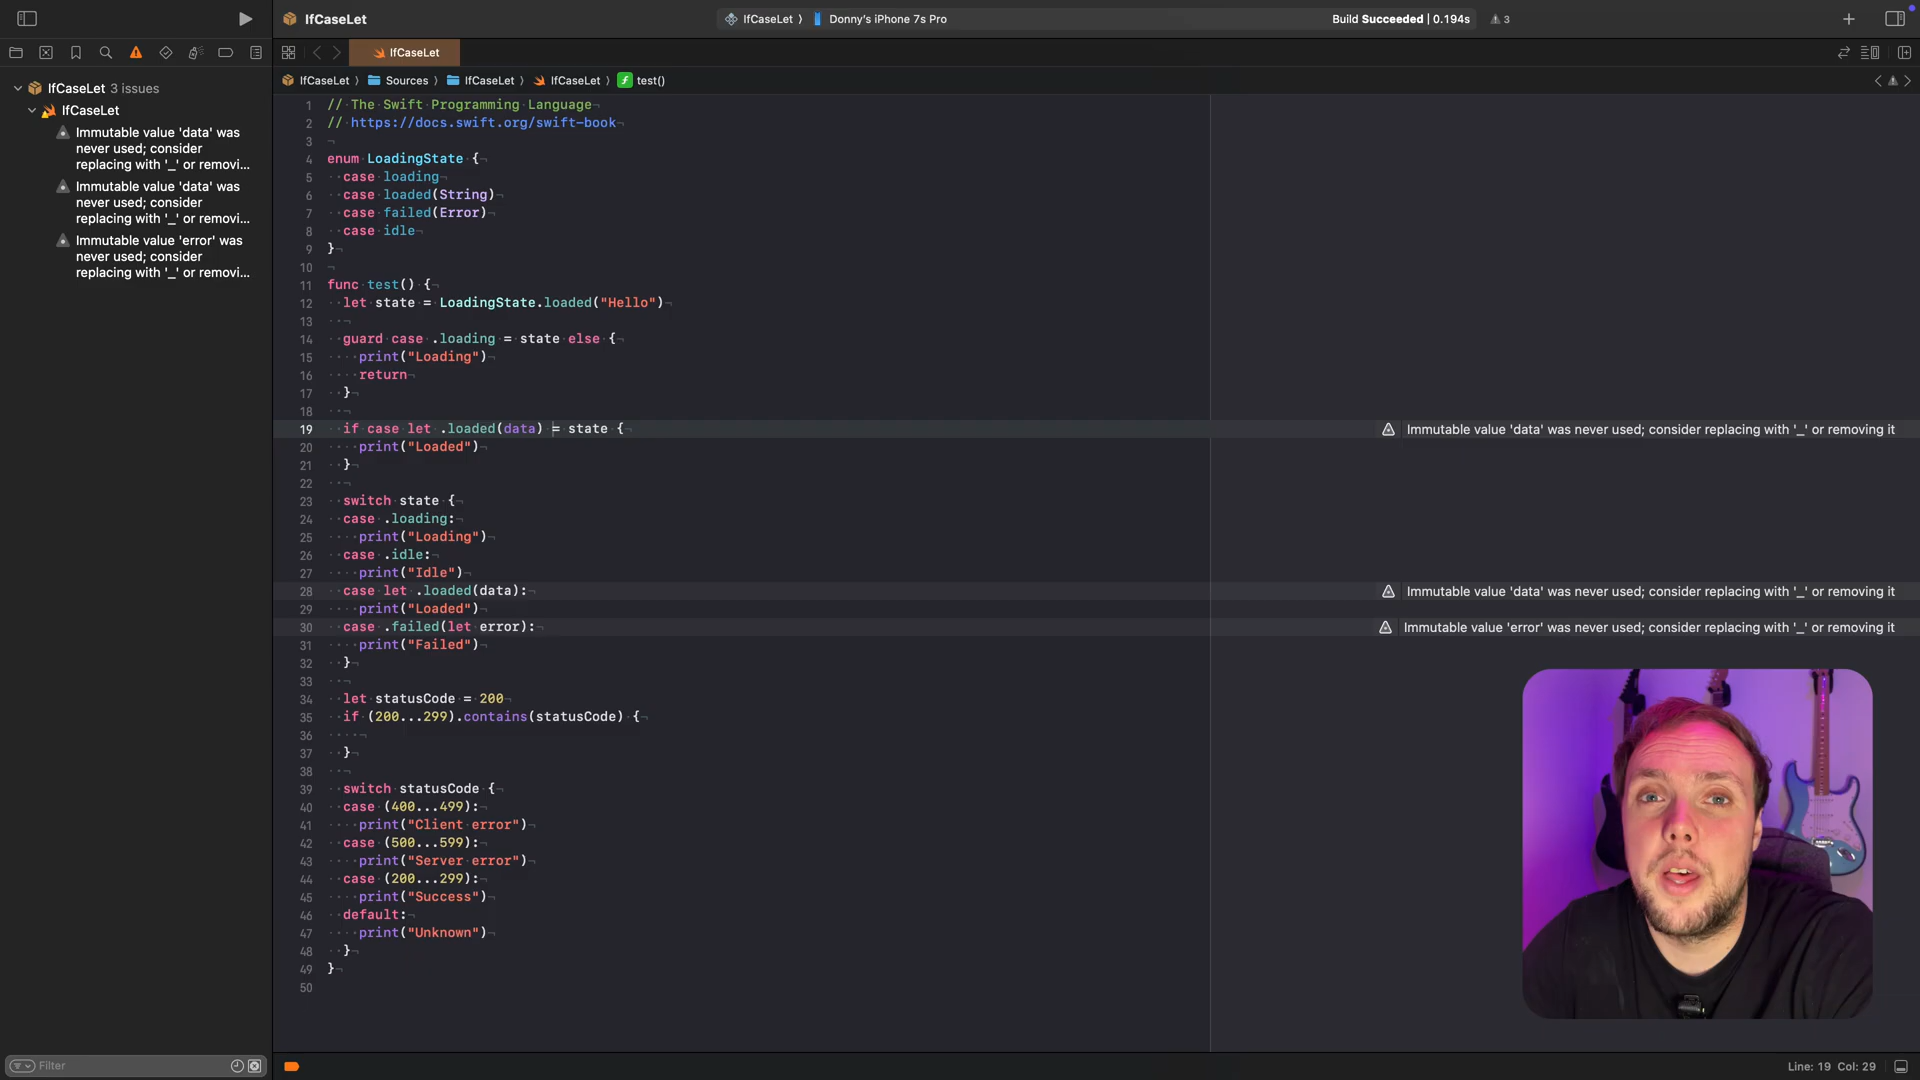 IfCaseLet
IfCaseLet
Donny's iPhone 7s Pro
Build Succeeded | 0.194s
3
IfCaseLet
IfCaseLet
Sources
IfCaseLet
IfCaseLet
test()
IfCaseLet 3 issues
IfCaseLet
Immutable value 'data' was
never used; consider
replacing with '_' or removi...
Immutable value 'data' was
never used; consider
replacing with '_' or removi...
Immutable value 'error' was
never used; consider
replacing with '_' or removi...
1 // The Swift Programming Language
2 // https://docs.swift.org/swift-book
3
4 enum LoadingState {
5 case loading
6 case loaded(String)
7 case failed(Error)
8 case idle
9 }
10
11 func test() {
12 let state = LoadingState.loaded("Hello")
13
14 guard case .loading = state else {
15 print("Loading")
16 return
17 }
18
19 if case let .loaded(data) = state {
Immutable value 'data' was never used; consider replacing with '_' or removing it
20 print("Loaded")
21 }
22
23 switch state {
24 case .loading:
25 print("Loading")
26 case .idle:
27 print("Idle")
28 case let .loaded(data):
Immutable value 'data' was never used; consider replacing with '_' or removing it
29 print("Loaded")
30 case .failed(let error):
Immutable value 'error' was never used; consider replacing with '_' or removing it
31 print("Failed")
32 }
33
34 let statusCode = 200
35 if (200...299).contains(statusCode) {
36
37 }
38
39 switch statusCode {
40 case (400...499):
41 print("Client error")
42 case (500...599):
43 print("Server error")
44 case (200...299):
45 print("Success")
46 default:
47 print("Unknown")
48 }
49 }
50
Filter
Line: 19 Col: 29